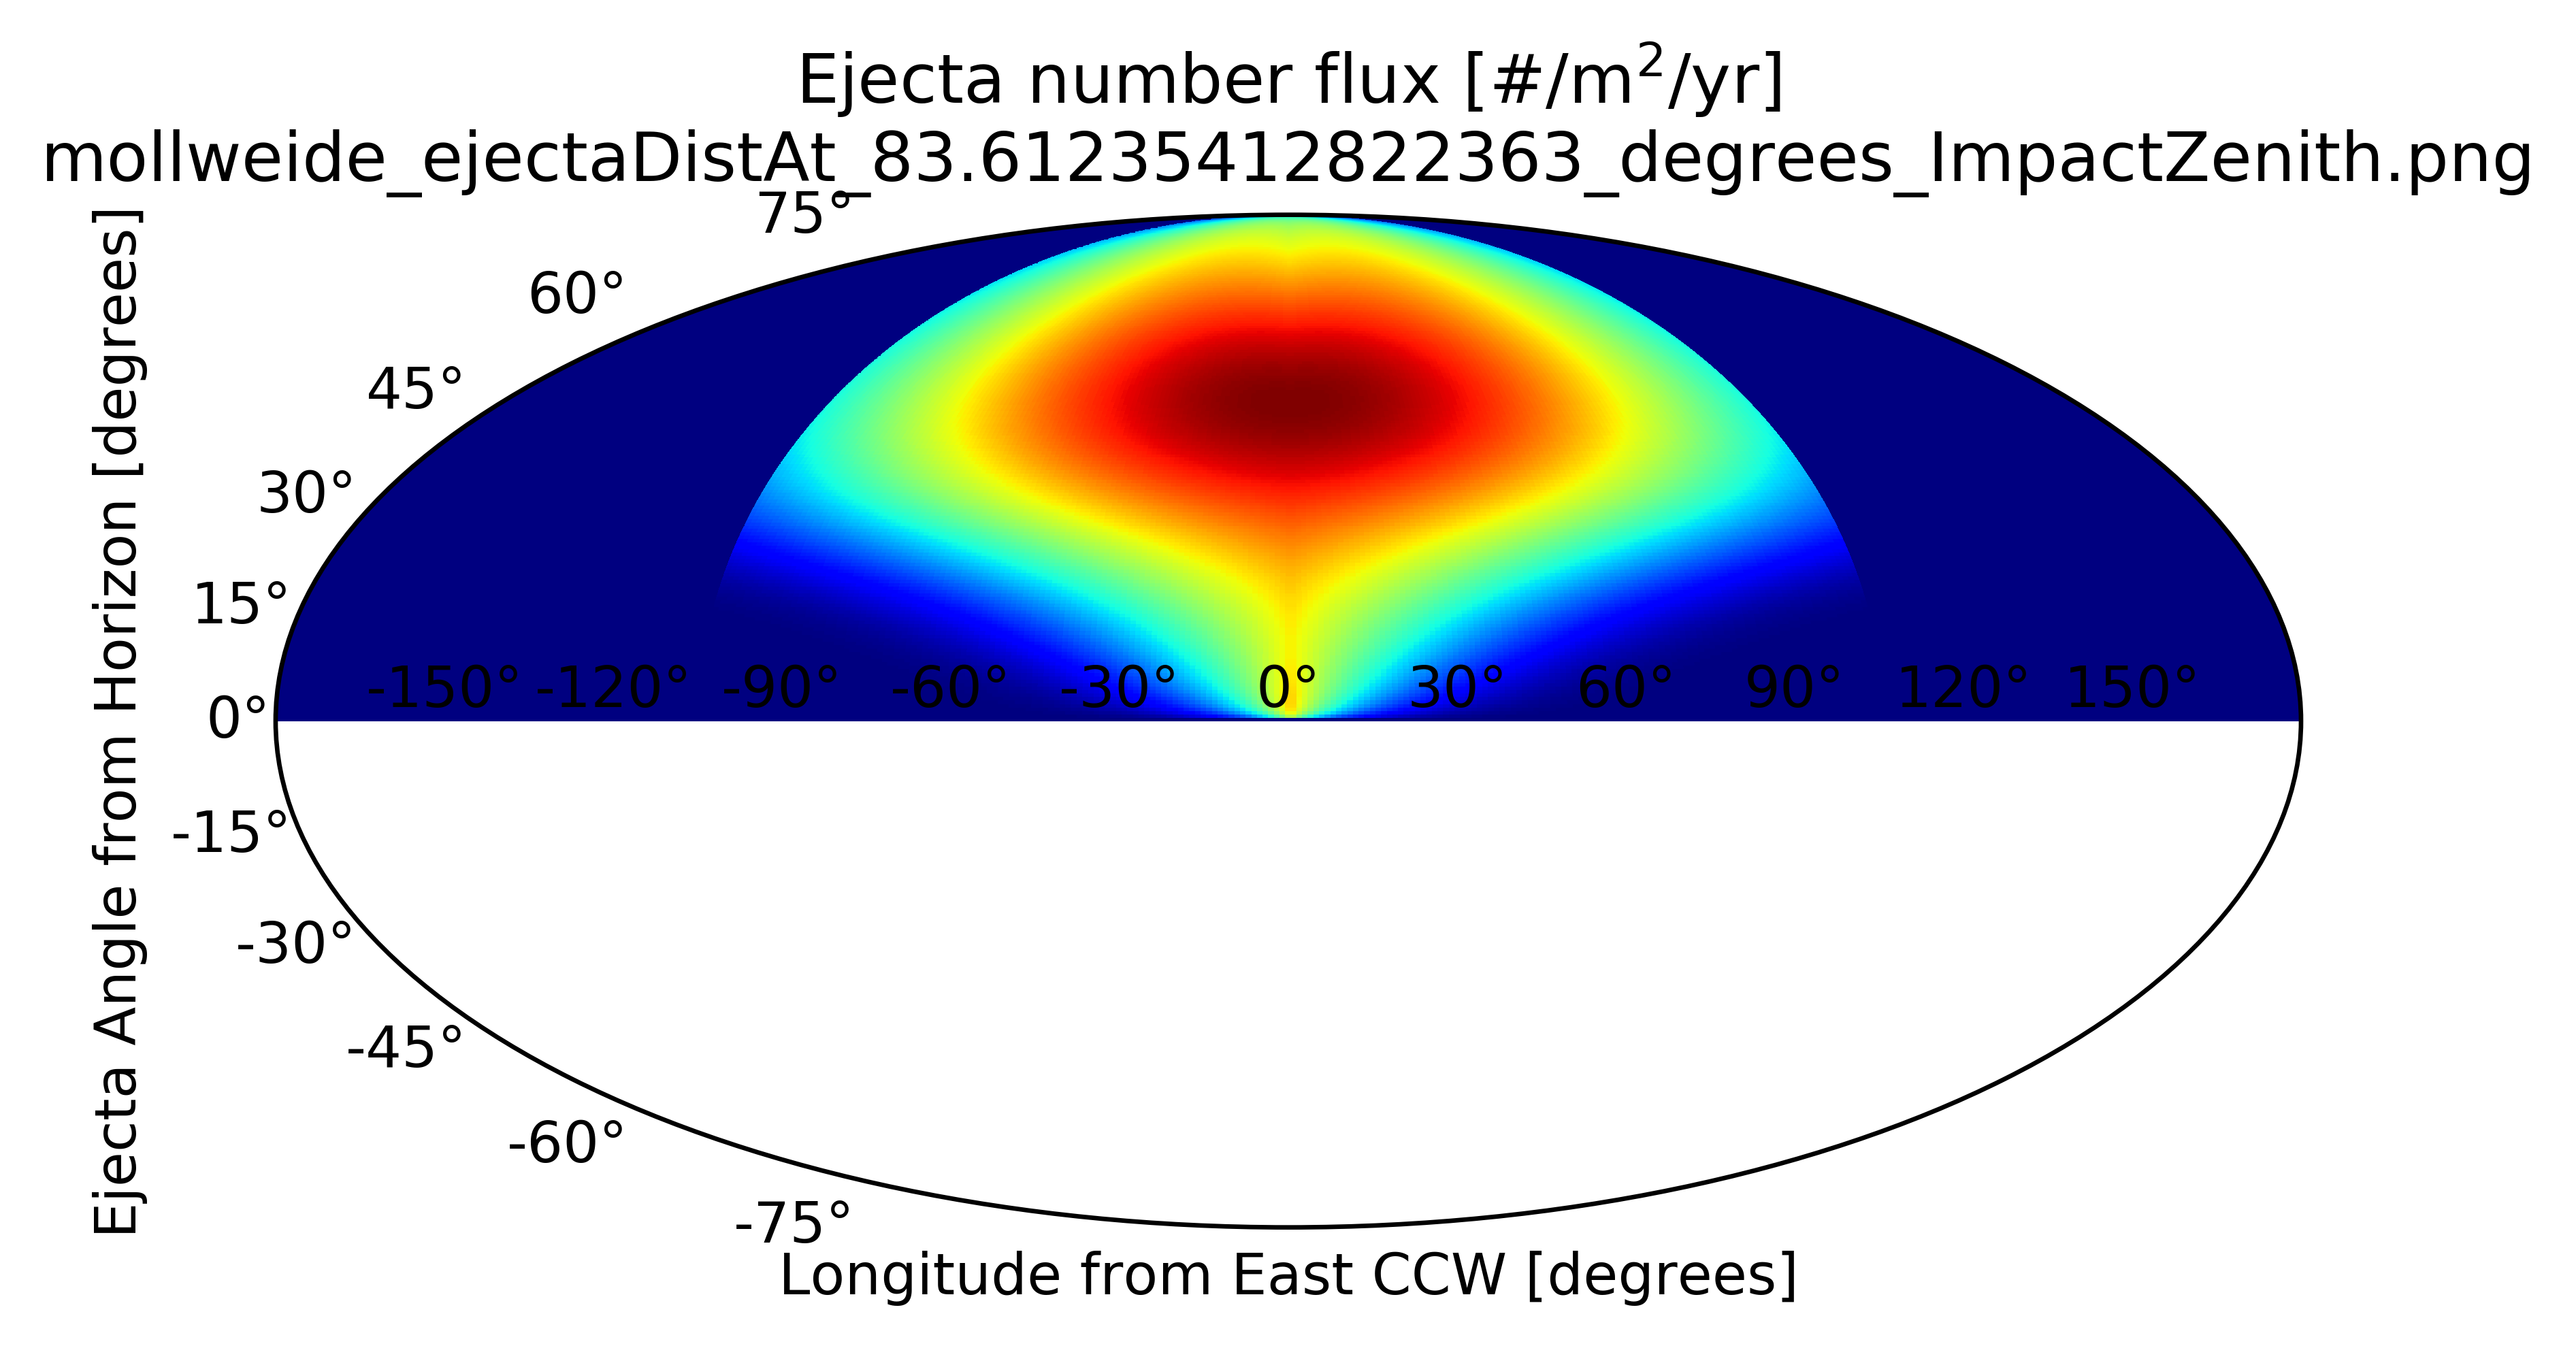 Ejecta number flux [#/m²/yr]
mollweide_ejectaDistAt_83.61235412822363_degrees_ImpactZenith.png
75°
60°
45°
30°
15°
0°
-15°
-30°
-45°
-60°
-75°
Ejecta Angle from Horizon [degrees]
-150° -120° -90° -60° -30° 0° 30° 60° 90° 120° 150°
Longitude from East CCW [degrees]